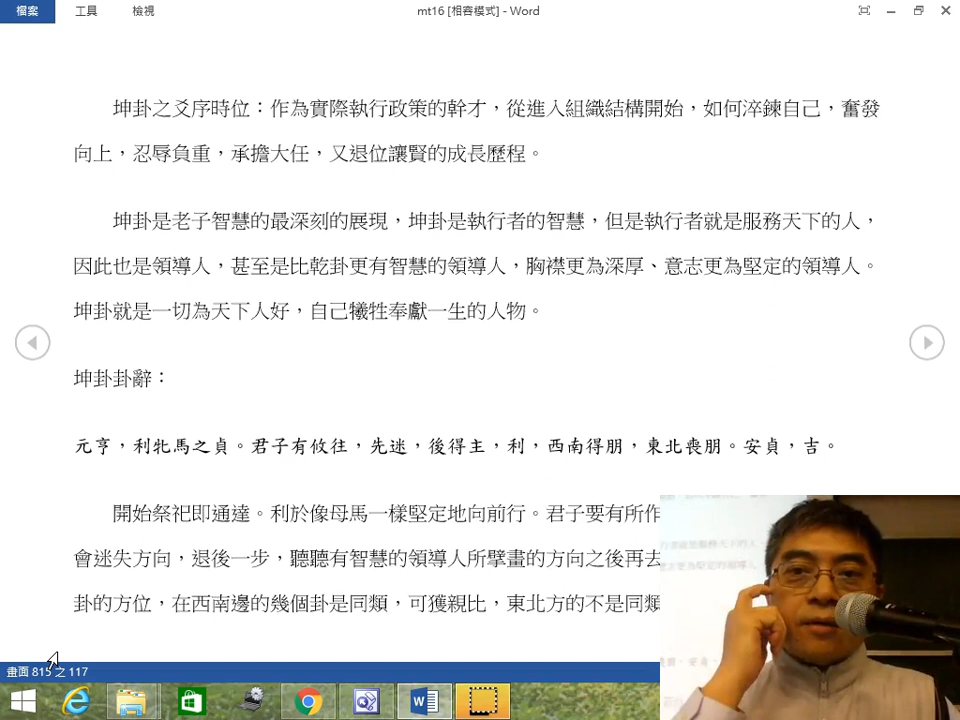 檔案 工具 檢視 mt16 [相容模式] - Word
坤卦之爻序時位：作為實際執行政策的幹才，從進入組織結構開始，如何淬鍊自己，奮發
向上，忍辱負重，承擔大任，又退位讓賢的成長歷程。
坤卦是老子智慧的最深刻的展現，坤卦是執行者的智慧，但是執行者就是服務天下的人，
因此也是領導人，甚至是比乾卦更有智慧的領導人，胸襟更為深厚、意志更為堅定的領導人。
坤卦就是一切為天下人好，自己犧牲奉獻一生的人物。
坤卦卦辭：
元亨，利牝馬之貞。君子有攸往，先迷，後得主，利，西南得朋，東北喪朋。安貞，吉。
開始祭祀即通達。利於像母馬一樣堅定地向前行。君子要有所作
會迷失方向，退後一步，聽聽有智慧的領導人所擘畫的方向之後再去
卦的方位，在西南邊的幾個卦是同類，可獲親比，東北方的不是同類
畫面 815 之 117